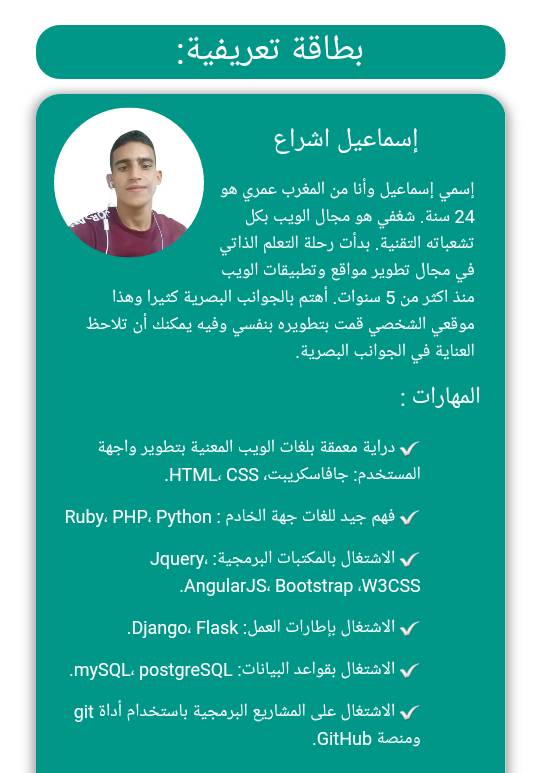 بطاقة تعريفية:
إسماعيل اشراع
إسمي إسماعيل وأنا من المغرب عمري هو
24 سنة. شغفي هو مجال الويب بكل
تشعباته التقنية. بدأت رحلة التعلم الذاتي
في مجال تطوير مواقع وتطبيقات الويب
منذ اكثر من 5 سنوات. أهتم بالجوانب البصرية كثيرا وهذا
موقعي الشخصي قمت بتطويره بنفسي وفيه يمكنك أن تلاحظ
العناية في الجوانب البصرية.
المهارات :
دراية معمقة بلغات الويب المعنية بتطوير واجهة
المستخدم: جافاسكريبت، HTML، CSS.
فهم جيد للغات جهة الخادم : Ruby، PHP، Python
الاشتغال بالمكتبات البرمجية: Jquery،
AngularJS، Bootstrap ،W3CSS.
الاشتغال بإطارات العمل: Django، Flask.
الاشتغال بقواعد البيانات: mySQL، postgreSQL.
الاشتغال على المشاريع البرمجية باستخدام أداة git
ومنصة GitHub.